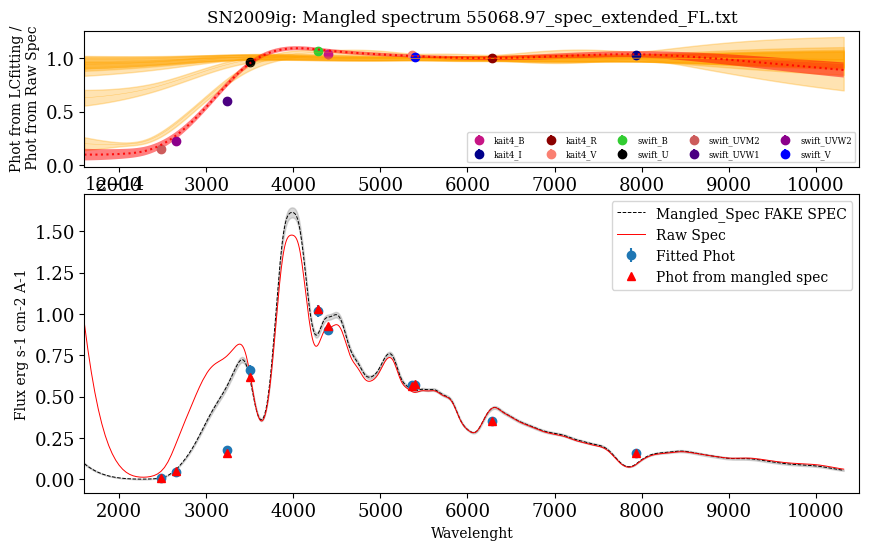 SN2009ig: Mangled spectrum 55068.97_spec_extended_FL.txt
Phot from LCfitting /
Phot from Raw Spec
1.0
0.5
0.0
kait4_B kait4_R swift_B swift_UVM2 swift_UVW2
kait4_I kait4_V swift_U swift_UVW1 swift_V
2000 3000 4000 5000 6000 7000 8000 9000 10000
1e−14
Flux erg s-1 cm-2 A-1
1.50
1.25
1.00
0.75
0.50
0.25
0.00
Mangled_Spec FAKE SPEC
Raw Spec
Fitted Phot
Phot from mangled spec
2000 3000 4000 5000 6000 7000 8000 9000 10000
Wavelenght